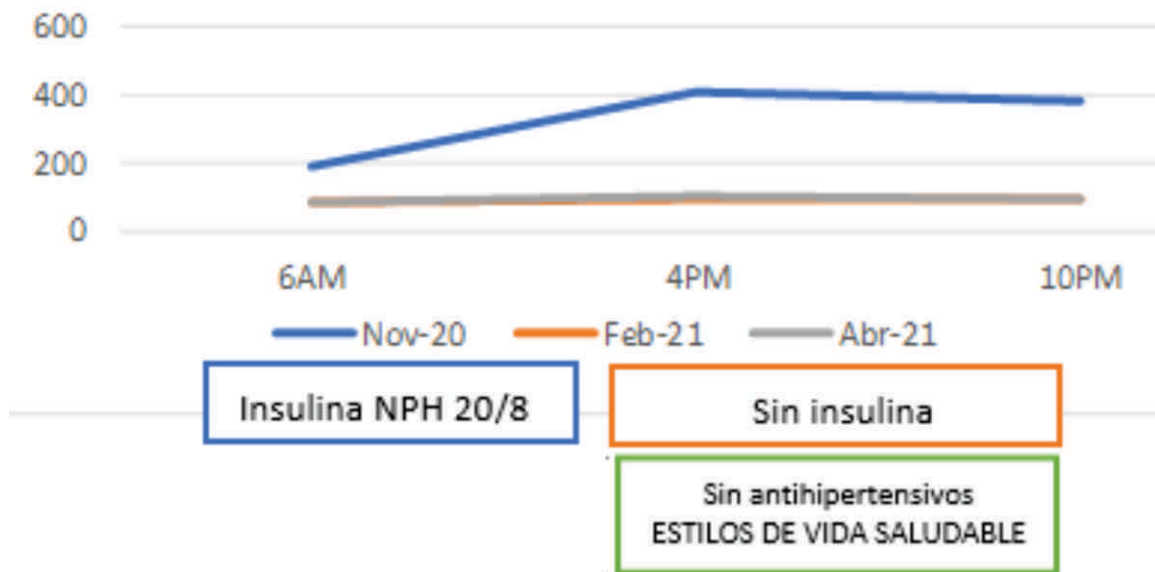 600
400
200
0
6AM 4PM 10PM
Nov-20 Feb-21 Abr-21
Insulina NPH 20/8 Sin insulina
Sin antihipertensivos
ESTILOS DE VIDA SALUDABLE